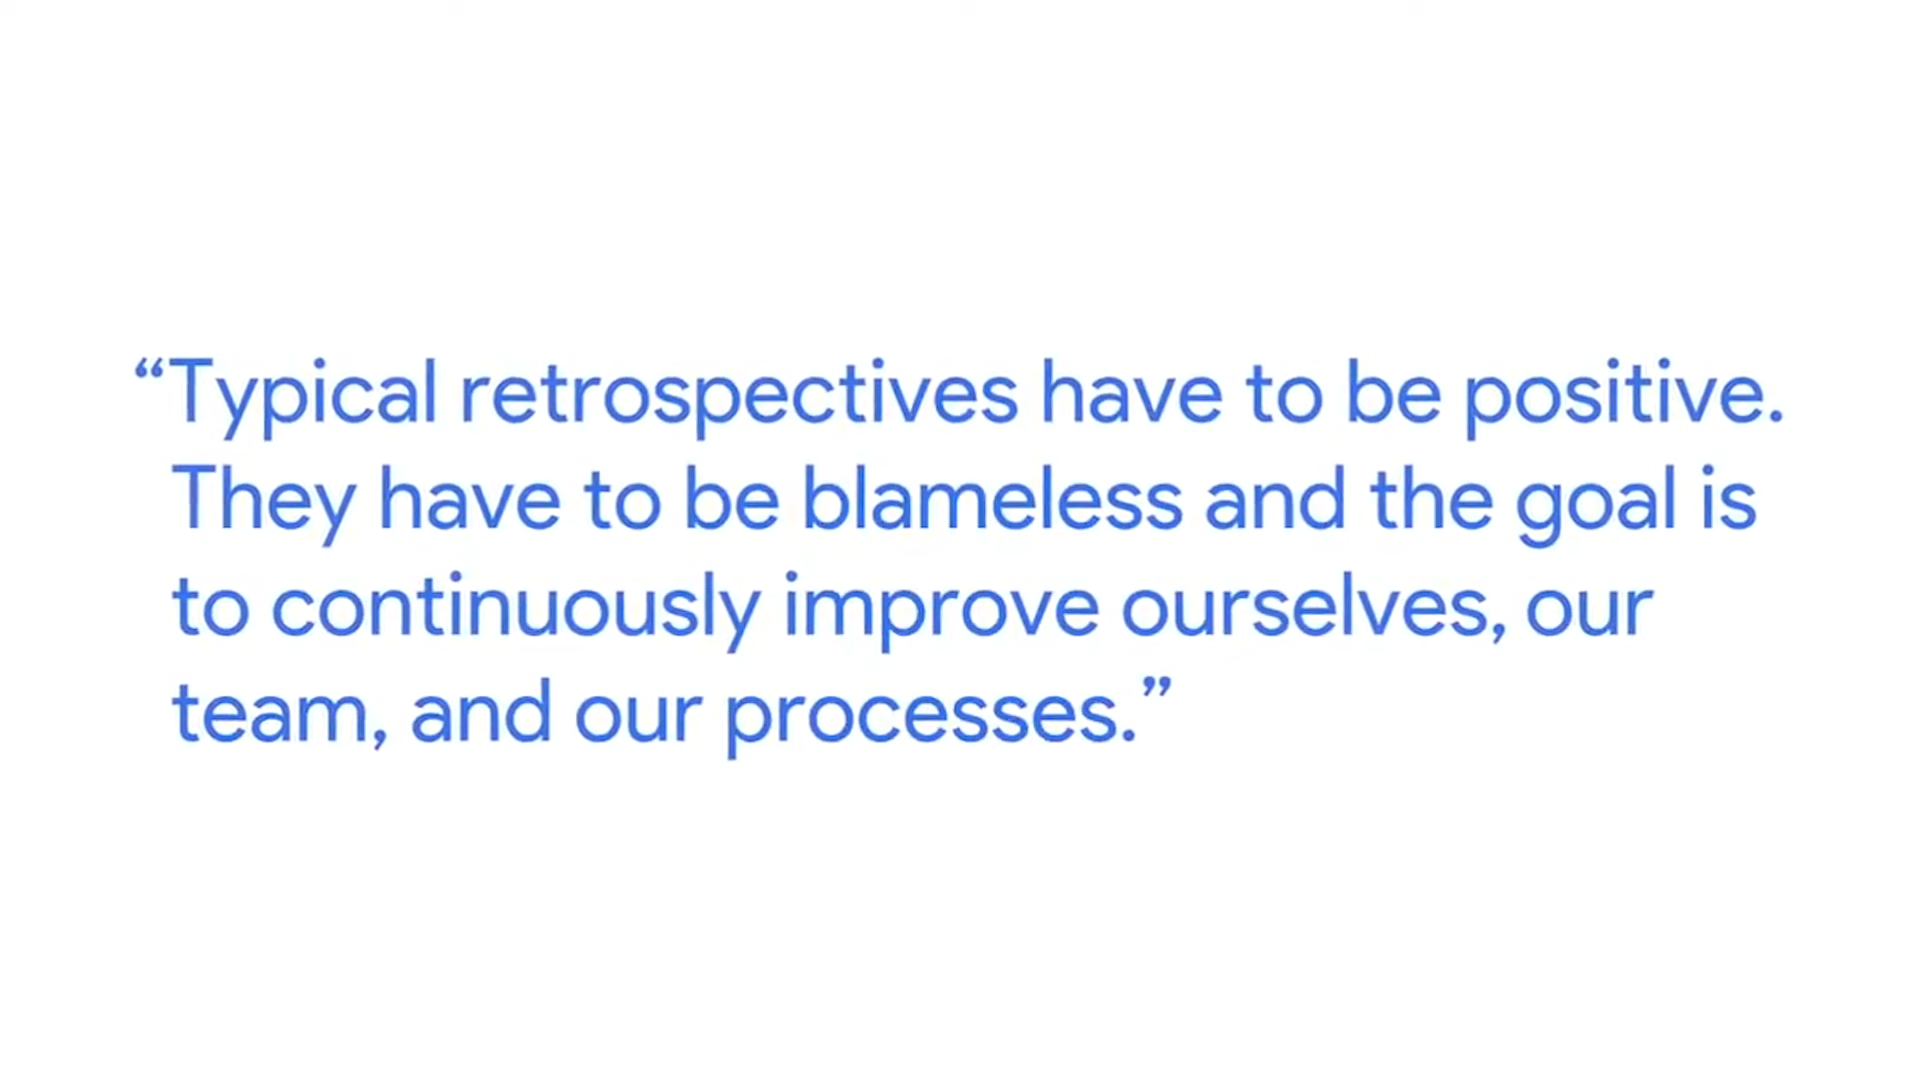 “Typical retrospectives have to be positive.
They have to be blameless and the goal is
to continuously improve ourselves, our
team, and our processes.”